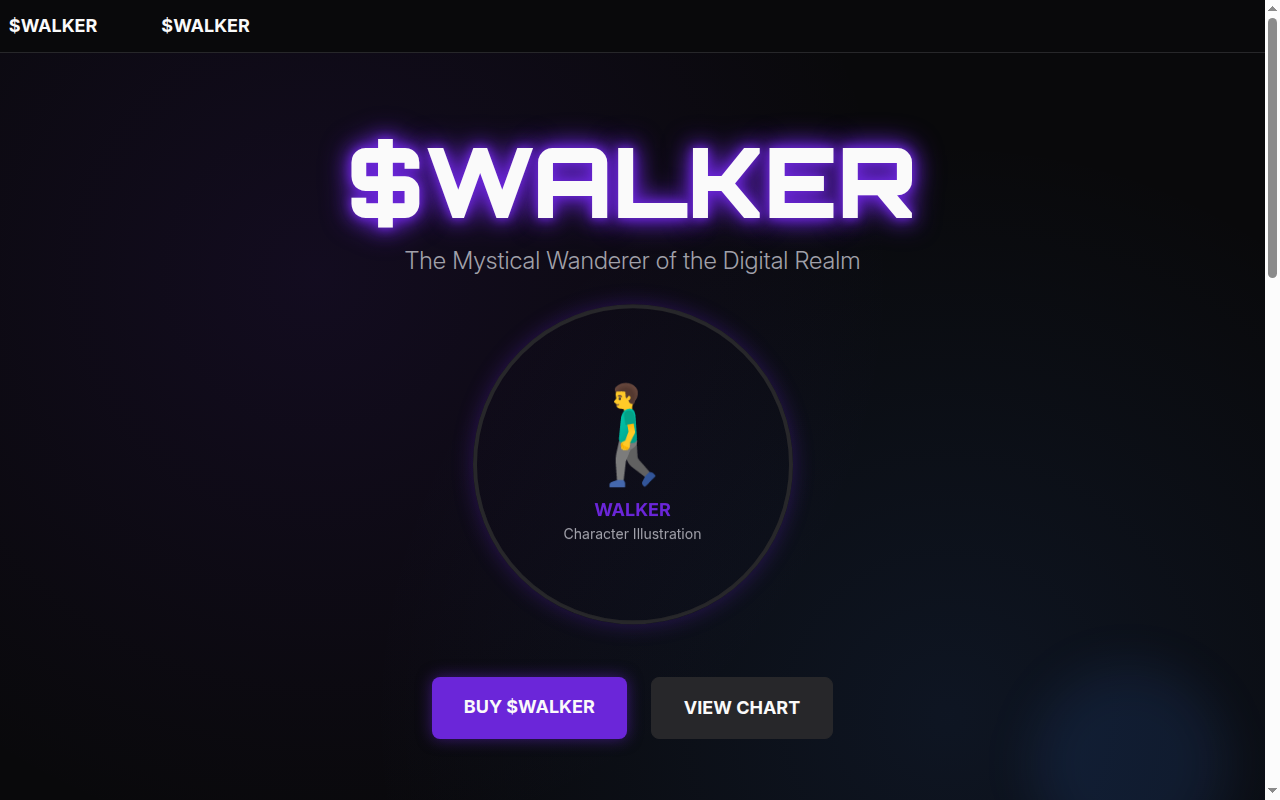 $WALKER $WALKER
$WALKER
The Mystical Wanderer of the Digital Realm
WALKER
Character Illustration
BUY $WALKER VIEW CHART